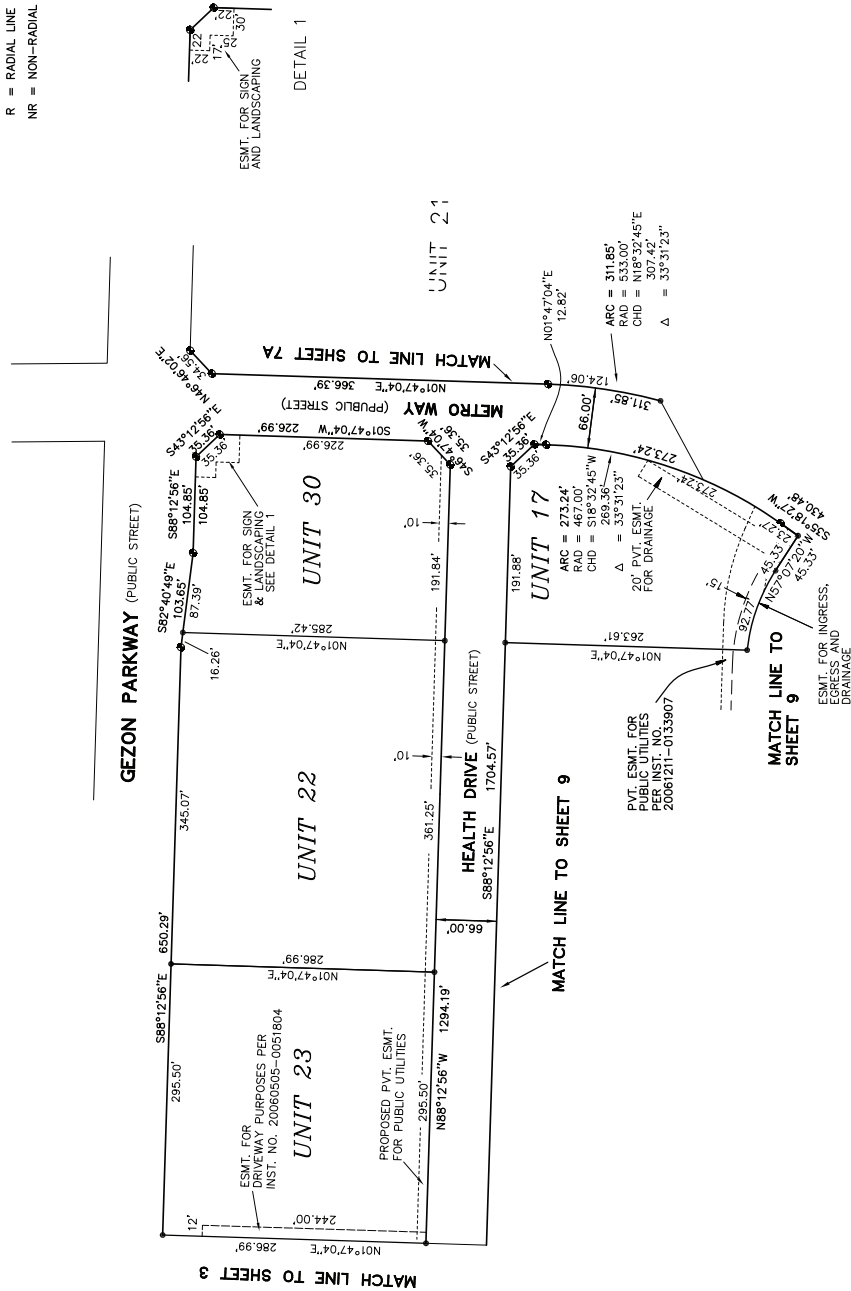 R = RADIAL LINE
NR = NON-RADIAL
22'
30'
22
25
17'
22'
ESMT. FOR SIGN
AND LANDSCAPING
DETAIL 1
UNIT 21
GEZON PARKWAY (PUBLIC STREET)
N46°46'02"E
34.56'
MATCH LINE TO SHEET 7A
N01°47'04"E
366.39'
METRO WAY (PPUBLIC STREET)
S43°12'56"E
35.36'
35.36'
S01°47'04"W
226.99'
226.99'
S46°47'04"W
35.36'
35.36'
S88°12'56"E
104.85'
104.85'
S82°40'49"E
103.65'
87.39'
16.26'
ESMT. FOR SIGN
& LANDSCAPING
SEE DETAIL 1
UNIT 30
10'
191.84'
285.42'
N01°47'04"E
345.07'
UNIT 22
10'
361.25'
S88°12'56"E
650.29'
286.99'
N01°47'04"E
295.50'
ESMT. FOR
DRIVEWAY PURPOSES PER
INST. NO. 20060505-0051804
UNIT 23
PROPOSED PVT. ESMT.
FOR PUBLIC UTILITIES
295.50'
N88°12'56"W
1294.19'
12'
244.00'
286.99'
N01°47'04"E
MATCH LINE TO SHEET 3
HEALTH DRIVE (PUBLIC STREET)
S88°12'56"E
1704.57'
66.00'
MATCH LINE TO SHEET 9
S43°12'56"E
35.36'
35.36'
N01°47'04"E
12.82'
191.88'
UNIT 17
ARC = 273.24'
RAD = 467.00'
CHD = S18°32'45"W
269.36'
Δ = 33°31'23"
20' PVT. ESMT.
FOR DRAINAGE
ARC = 311.85'
RAD = 533.00'
CHD = N18°32'45"E
307.42'
Δ = 33°31'23"
124.06'
311.85'
66.00'
273.24'
273.24'
S35°18'27"W
430.48'
23.27'
45.33'
N57°07'20"W
45.33'
15'
92.77'
263.61'
N01°47'04"E
PVT. ESMT. FOR
PUBLIC UTILITIES
PER INST. NO.
20061211-0133907
MATCH LINE TO
SHEET 9
ESMT. FOR INGRESS,
EGRESS AND
DRAINAGE